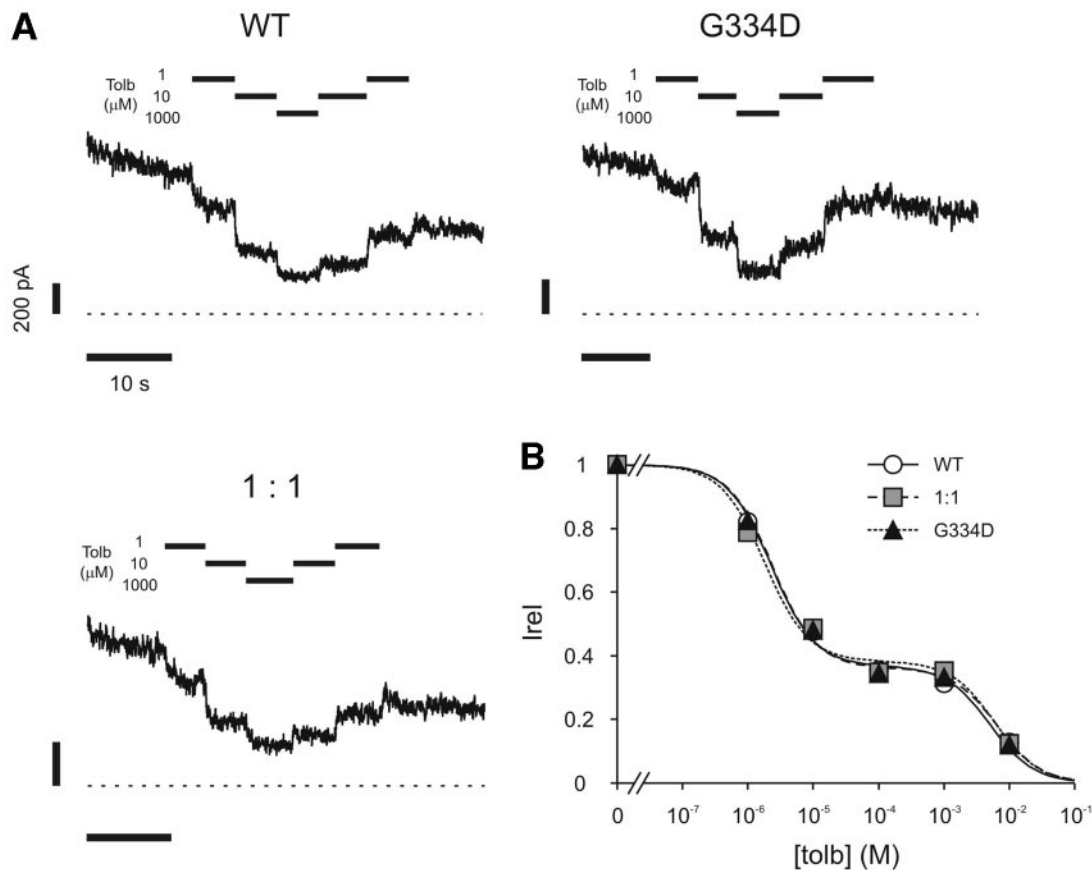 A
WT
G334D
Tolb
(μM)
1
10
1000
Tolb
(μM)
1
10
1000
200 pA
10 s
1 : 1
Tolb
(μM)
1
10
1000
B
WT
1:1
G334D
Irel
1
0.8
0.6
0.4
0.2
0
0 10⁻⁷ 10⁻⁶ 10⁻⁵ 10⁻⁴ 10⁻³ 10⁻² 10⁻¹
[tolb] (M)